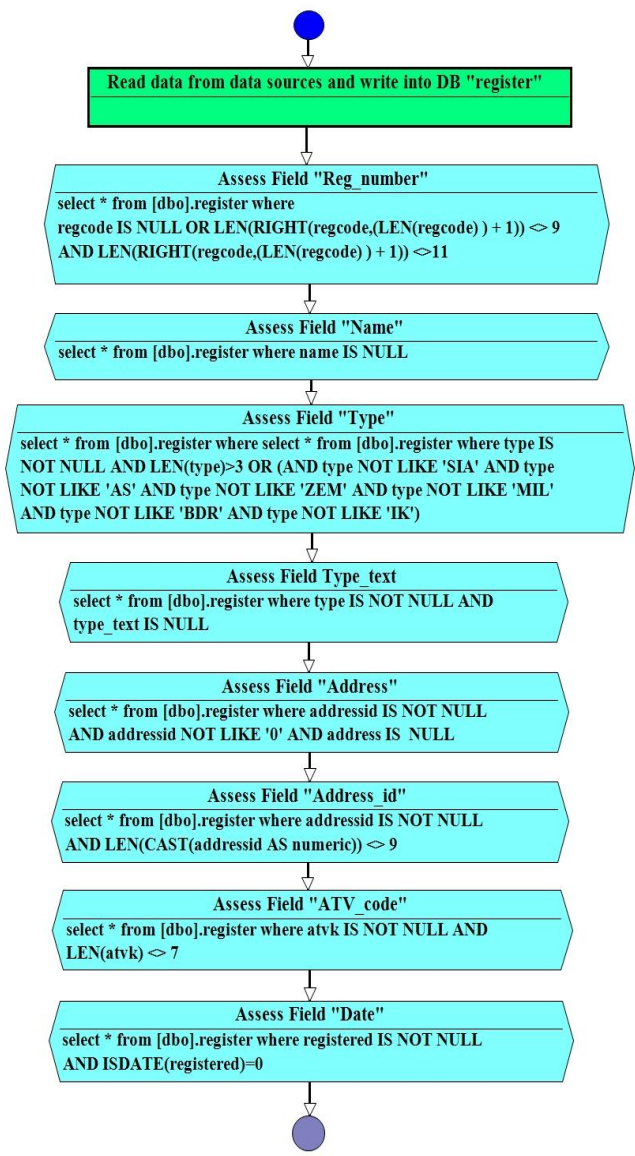 Read data from data sources and write into DB "register"
Assess Field "Reg_number"
select * from [dbo].register where
regcode IS NULL OR LEN(RIGHT(regcode,(LEN(regcode) ) + 1)) <> 9
AND LEN(RIGHT(regcode,(LEN(regcode) ) + 1)) <>11
Assess Field "Name"
select * from [dbo].register where name IS NULL
Assess Field "Type"
select * from [dbo].register where select * from [dbo].register where type IS
NOT NULL AND LEN(type)>3 OR (AND type NOT LIKE 'SIA' AND type
NOT LIKE 'AS' AND type NOT LIKE 'ZEM' AND type NOT LIKE 'MIL'
AND type NOT LIKE 'BDR' AND type NOT LIKE 'IK')
Assess Field Type_text
select * from [dbo].register where type IS NOT NULL AND
type_text IS NULL
Assess Field "Address"
select * from [dbo].register where addressid IS NOT NULL
AND addressid NOT LIKE '0' AND address IS  NULL
Assess Field "Address_id"
select * from [dbo].register where addressid IS NOT NULL
AND LEN(CAST(addressid AS numeric)) <> 9
Assess Field "ATV_code"
select * from [dbo].register where atvk IS NOT NULL AND
LEN(atvk) <> 7
Assess Field "Date"
select * from [dbo].register where registered IS NOT NULL
AND ISDATE(registered)=0